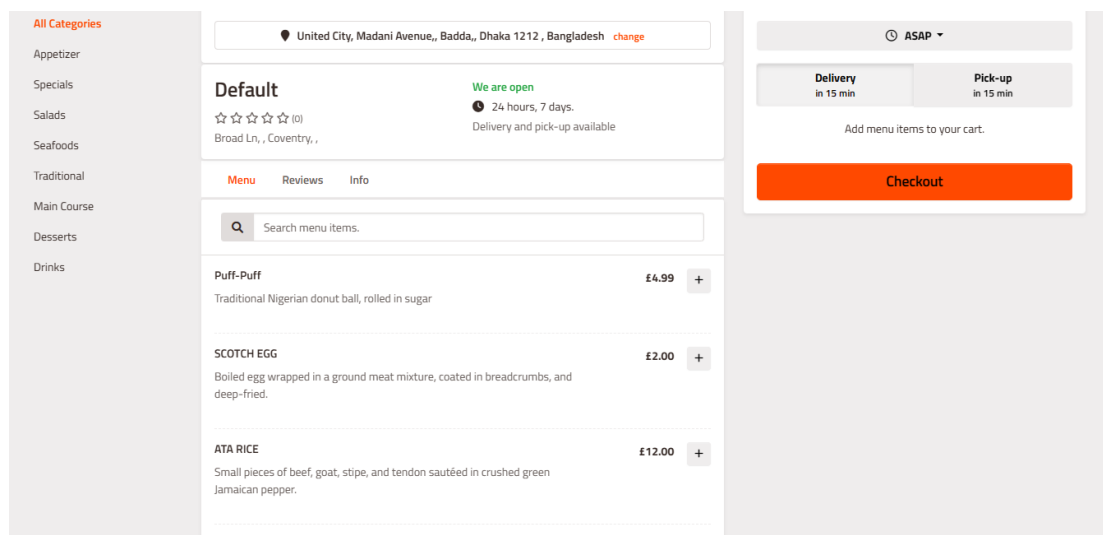 All Categories
Appetizer
Specials
Salads
Seafoods
Traditional
Main Course
Desserts
Drinks
United City, Madani Avenue,, Badda,, Dhaka 1212 , Bangladesh change
Default
(0)
Broad Ln, , Coventry, ,
We are open
24 hours, 7 days.
Delivery and pick-up available
Menu Reviews Info
Search menu items.
Puff-Puff £4.99 +
Traditional Nigerian donut ball, rolled in sugar
SCOTCH EGG £2.00 +
Boiled egg wrapped in a ground meat mixture, coated in breadcrumbs, and
deep-fried.
ATA RICE £12.00 +
Small pieces of beef, goat, stipe, and tendon sautéed in crushed green
Jamaican pepper.
ASAP
Delivery Pick-up
in 15 min in 15 min
Add menu items to your cart.
Checkout